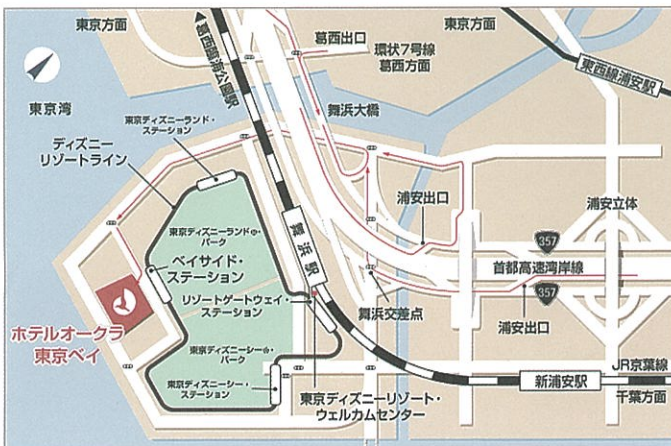 東京方面
葛西出口
環状7号線
葛西方面
東京方面
東西線浦安駅
葛西臨海公園駅
東京湾
舞浜大橋
東京ディズニーランド・
ステーション
ディズニー
リゾートライン
浦安出口
浦安立体
東京ディズニーランド®・
パーク
舞浜駅
357
首都高速湾岸線
ベイサイド・
ステーション
リゾートゲートウェイ・
ステーション
357
舞浜交差点
浦安出口
ホテルオークラ
東京ベイ
東京ディズニーシー®・
パーク
JR京葉線
新浦安駅
千葉方面
東京ディズニーシー・
ステーション
東京ディズニーリゾート・
ウェルカムセンター